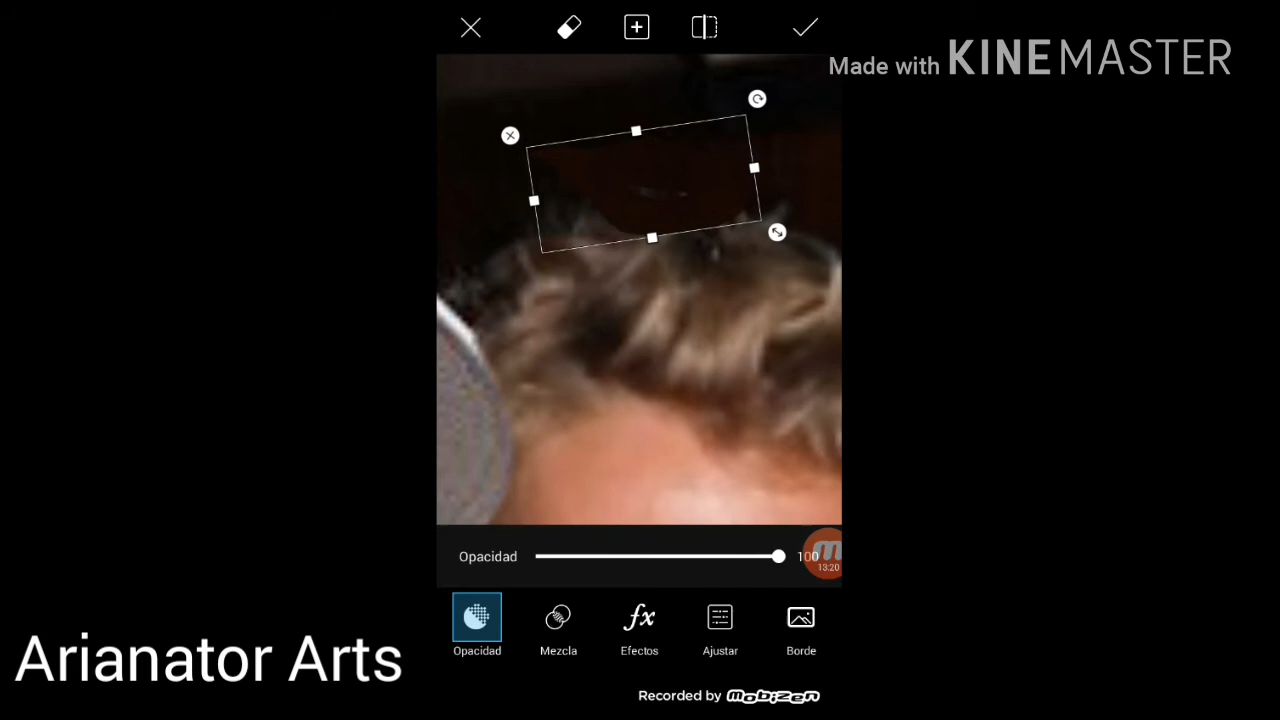 Made with KINEMASTER
Opacidad 100
13:20
Opacidad Mezcla fx Efectos Ajustar Borde
Arianator Arts
Recorded by mobizen